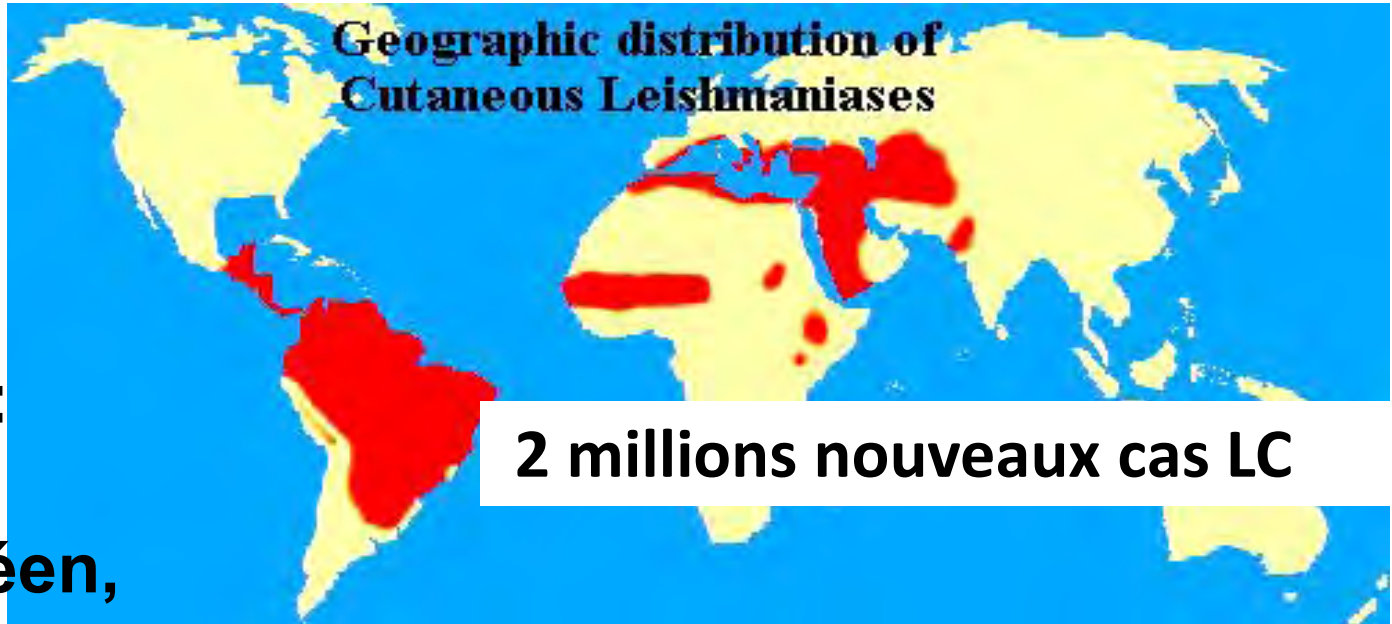 Geographic distribution of
Cutaneous Leishmaniases
:
2 millions nouveaux cas LC
éen,